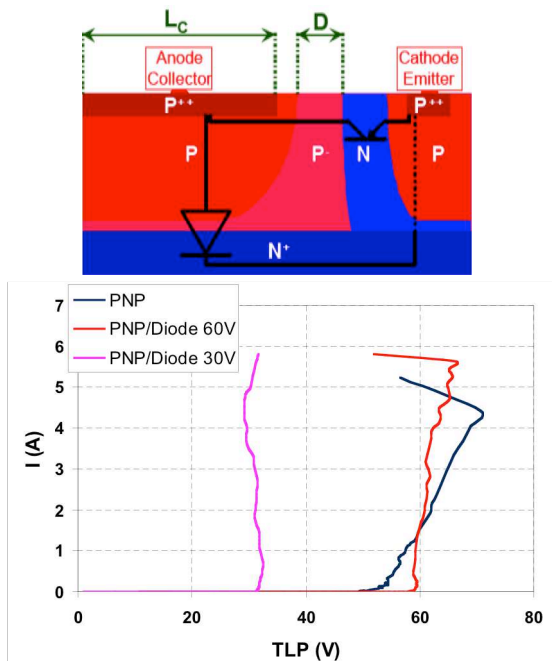 L_C D
Anode
Collector
Cathode
Emitter
P++ P++
P P- N P
N+
PNP
PNP/Diode 60V
PNP/Diode 30V
7
6
5
4
3
2
1
0
I (A)
0 20 40 60 80
TLP (V)